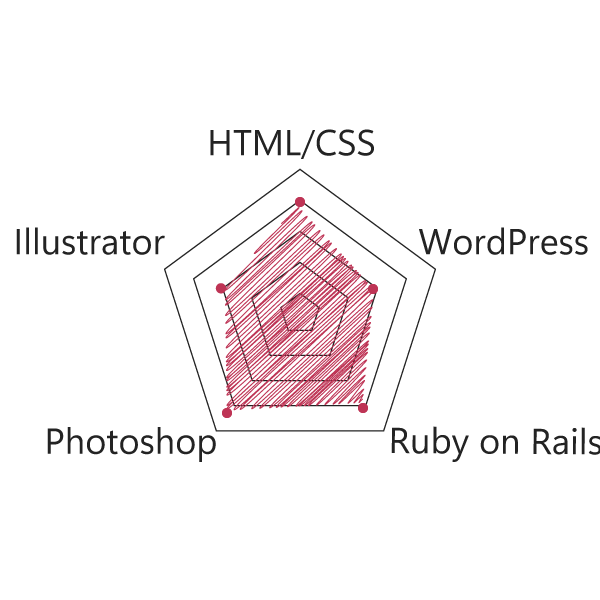 HTML/CSS
Illustrator
WordPress
Photoshop
Ruby on Rails